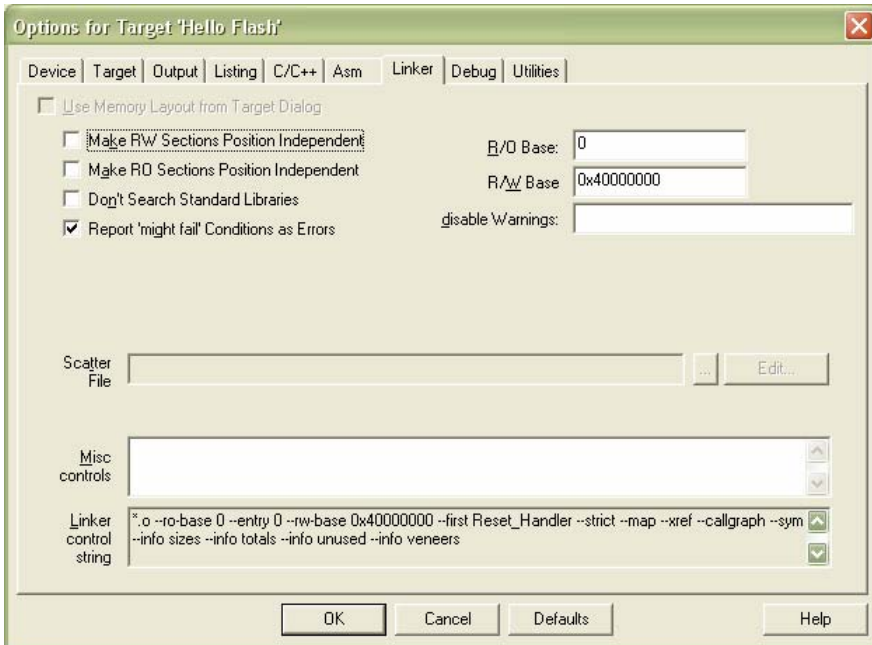 Options for Target 'Hello Flash'
Device Target Output Listing C/C++ Asm Linker Debug Utilities
Use Memory Layout from Target Dialog
Make RW Sections Position Independent
Make RO Sections Position Independent
Don't Search Standard Libraries
Report 'might fail' Conditions as Errors
R/O Base: 0
R/W Base 0x40000000
disable Warnings:
Scatter
File
... Edit...
Misc
controls
Linker
control
string
*.o --ro-base 0 --entry 0 --rw-base 0x40000000 --first Reset_Handler --strict --map --xref --callgraph --sym
--info sizes --info totals --info unused --info veneers
OK Cancel Defaults Help